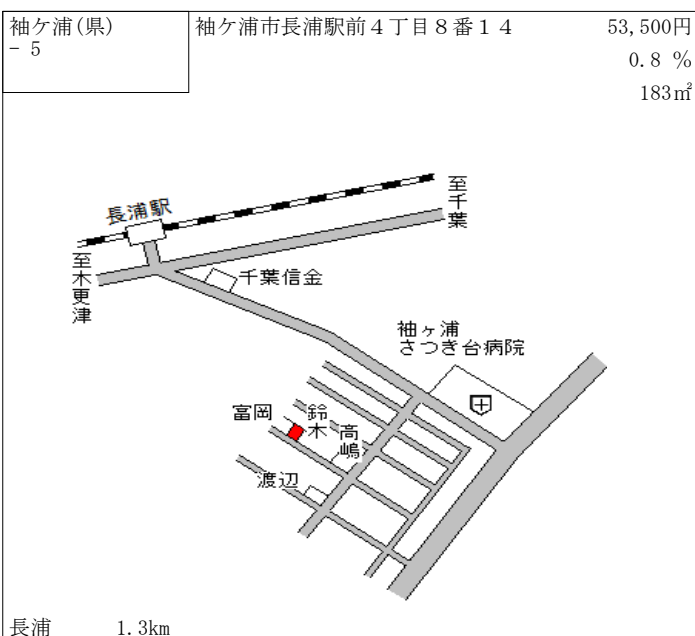 袖ケ浦(県)
- 5
袖ケ浦市長浦駅前４丁目８番１４
53,500円
0.8 %
183㎡
至千葉
長浦駅
至木更津
千葉信金
袖ヶ浦
さつき台病院
富岡
鈴木
高嶋
渡辺
長浦 1.3km